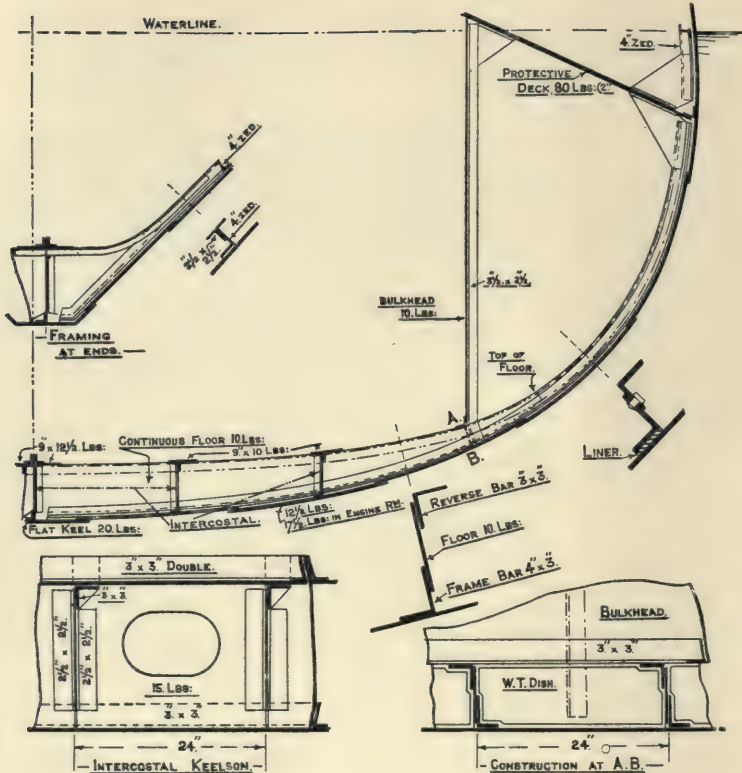 WATERLINE.
4" ZED.
PROTECTIVE
DECK. 80 LBS: (2"
4" ZED.
4" ZED.
3½" × 2½"
BULKHEAD
10. LBS:
FRAMING
AT ENDS.
TOP OF
FLOOR.
A.
B.
LINER.
9" × 12½ LBS:
CONTINUOUS FLOOR 10 LBS:
9" × 10 LBS:
INTERCOSTAL.
12½ LBS:
17½ LBS: IN ENGINE RM:
FLAT KEEL 20. LBS:
REVERSE BAR 3" × 3".
FLOOR 10. LBS:
FRAME BAR 4" × 3".
3" × 3" DOUBLE.
3" × 3".
2½" × 2½".
2½" × 2½".
15. LBS:
3" × 3".
24"
INTERCOSTAL KEELSON.
BULKHEAD.
3" × 3".
W.T. DISH.
24"
CONSTRUCTION AT A.B.